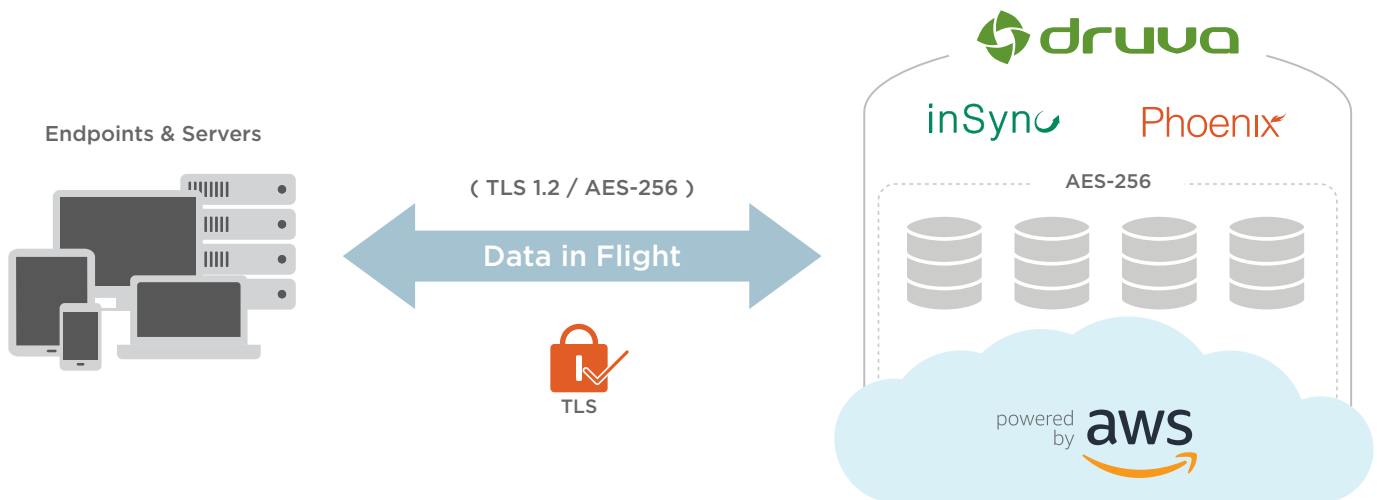 druva
inSync
Phoenix
Endpoints & Servers
( TLS 1.2 / AES-256 )
AES-256
Data in Flight
TLS
powered
by
aws